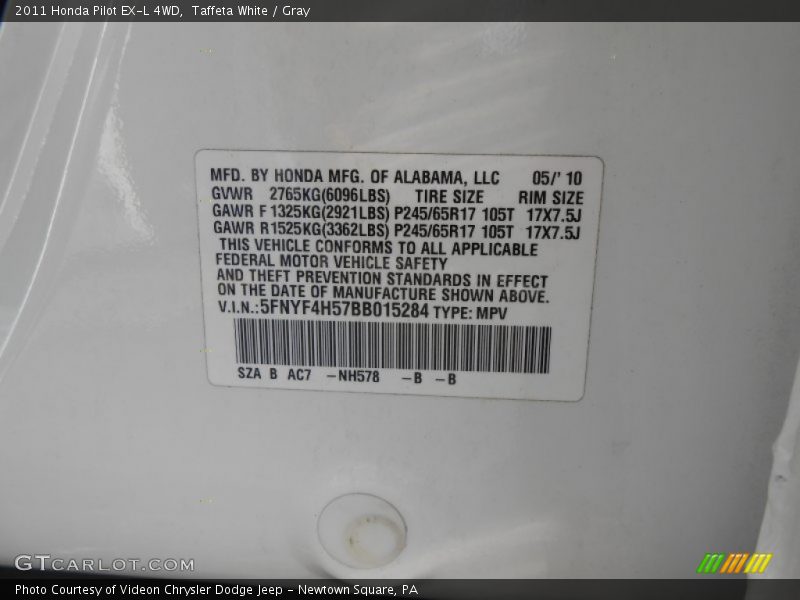 2011 Honda Pilot EX-L 4WD,  Taffeta White / Gray
MFD. BY HONDA MFG. OF ALABAMA, LLC 05/' 10
GVWR 2765KG(6096LBS) TIRE SIZE RIM SIZE
GAWR F 1325KG(2921LBS) P245/65R17 105T 17X7.5J
GAWR R 1525KG(3362LBS) P245/65R17 105T 17X7.5J
THIS VEHICLE CONFORMS TO ALL APPLICABLE
FEDERAL MOTOR VEHICLE SAFETY
AND THEFT PREVENTION STANDARDS IN EFFECT
ON THE DATE OF MANUFACTURE SHOWN ABOVE.
V.I.N.:5FNYF4H57BB015284 TYPE: MPV
SZA B AC7 -NH578 -B -B
GTCARLOT.COM
Photo Courtesy of Videon Chrysler Dodge Jeep - Newtown Square, PA